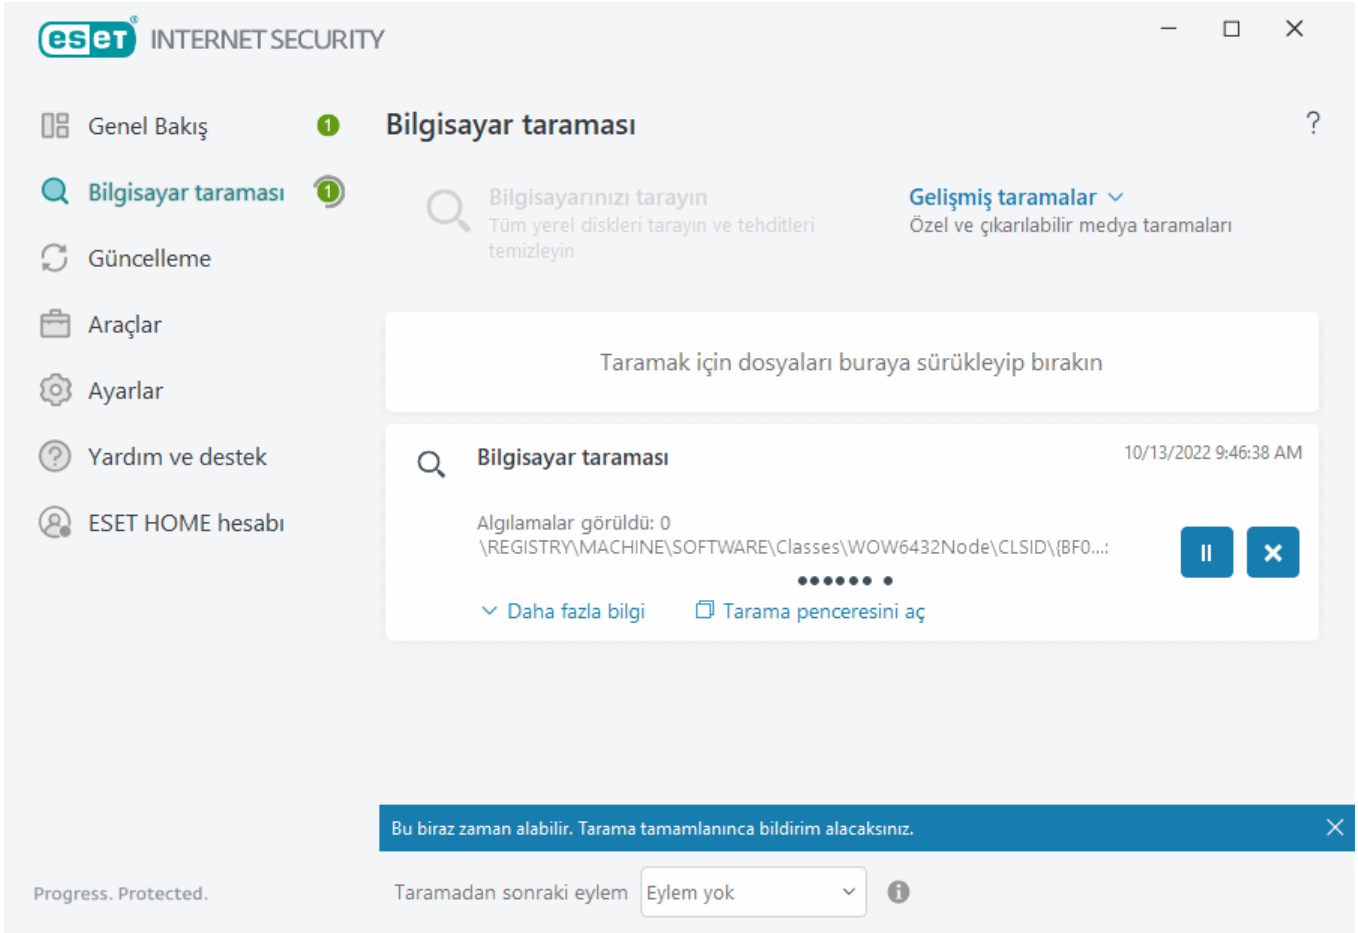 eset® INTERNET SECURITY
Genel Bakış 1
Bilgisayar taraması 1
Güncelleme
Araçlar
Ayarlar
Yardım ve destek
ESET HOME hesabı
Progress. Protected.
Bilgisayar taraması
?
Bilgisayarınızı tarayın
Tüm yerel diskleri tarayın ve tehditleri
temizleyin
Gelişmiş taramalar
Özel ve çıkarılabilir medya taramaları
Taramak için dosyaları buraya sürükleyip bırakın
Bilgisayar taraması
10/13/2022 9:46:38 AM
Algılamalar görüldü: 0
\REGISTRY\MACHINE\SOFTWARE\Classes\WOW6432Node\CLSID\{BF0...:
Daha fazla bilgi
Tarama penceresini aç
Bu biraz zaman alabilir. Tarama tamamlanınca bildirim alacaksınız.
Taramadan sonraki eylem Eylem yok